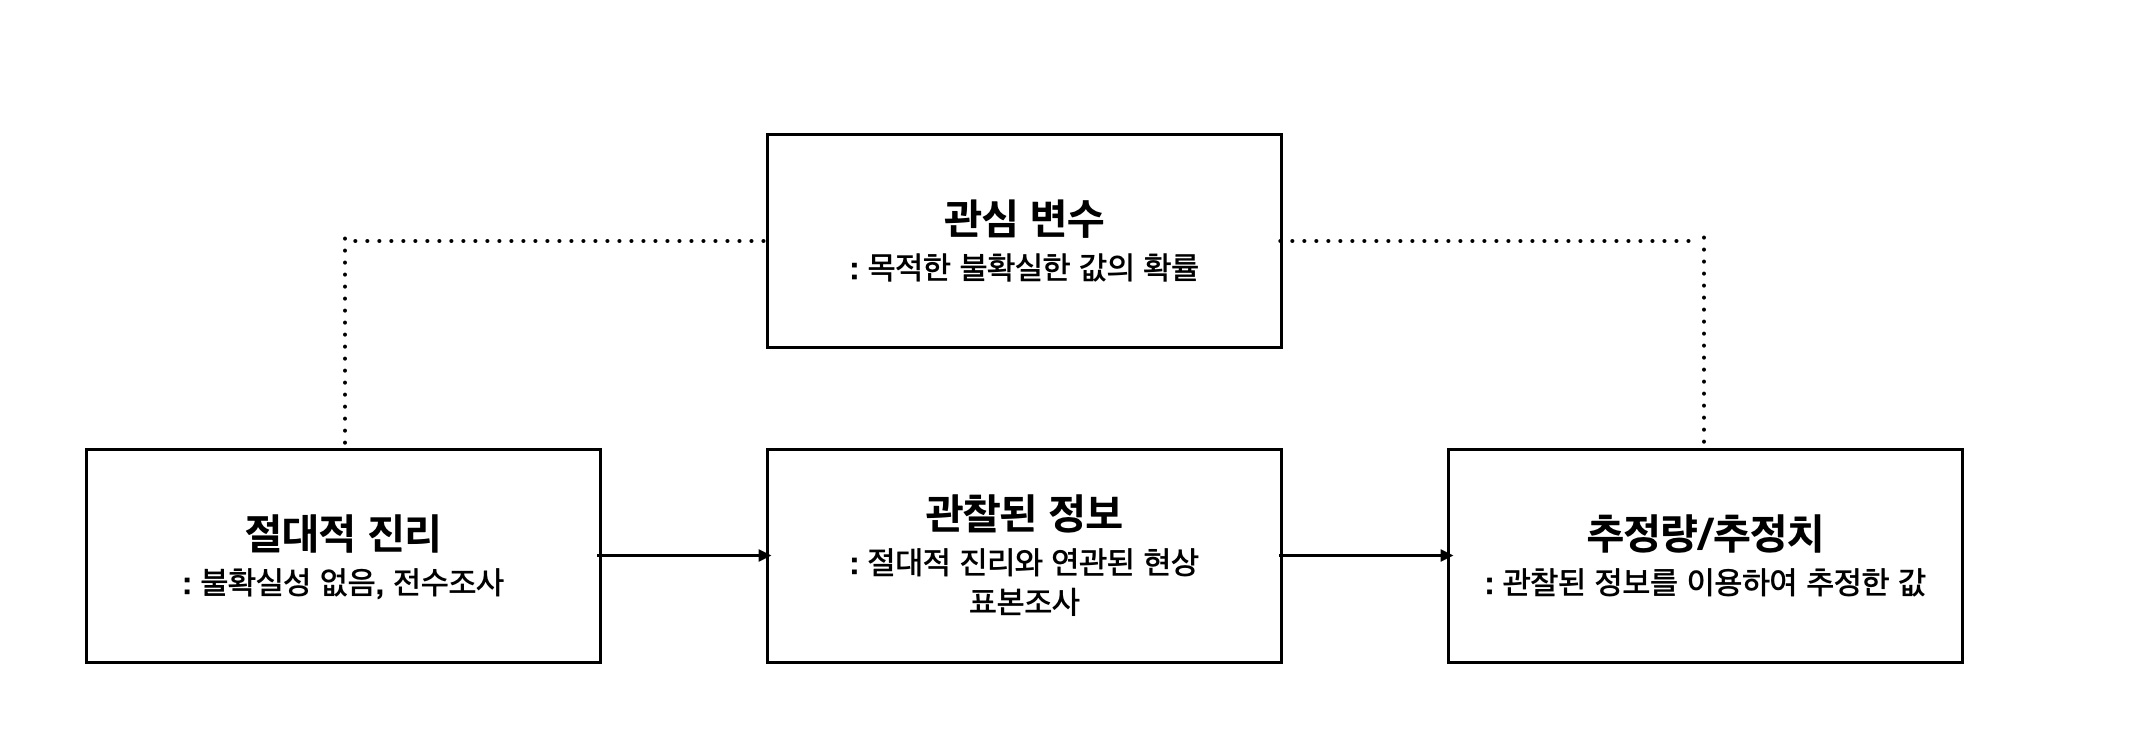 관심 변수
: 목적한 불확실한 값의 확률
절대적 진리
: 불확실성 없음, 전수조사
관찰된 정보
: 절대적 진리와 연관된 현상
표본조사
추정량/추정치
: 관찰된 정보를 이용하여 추정한 값